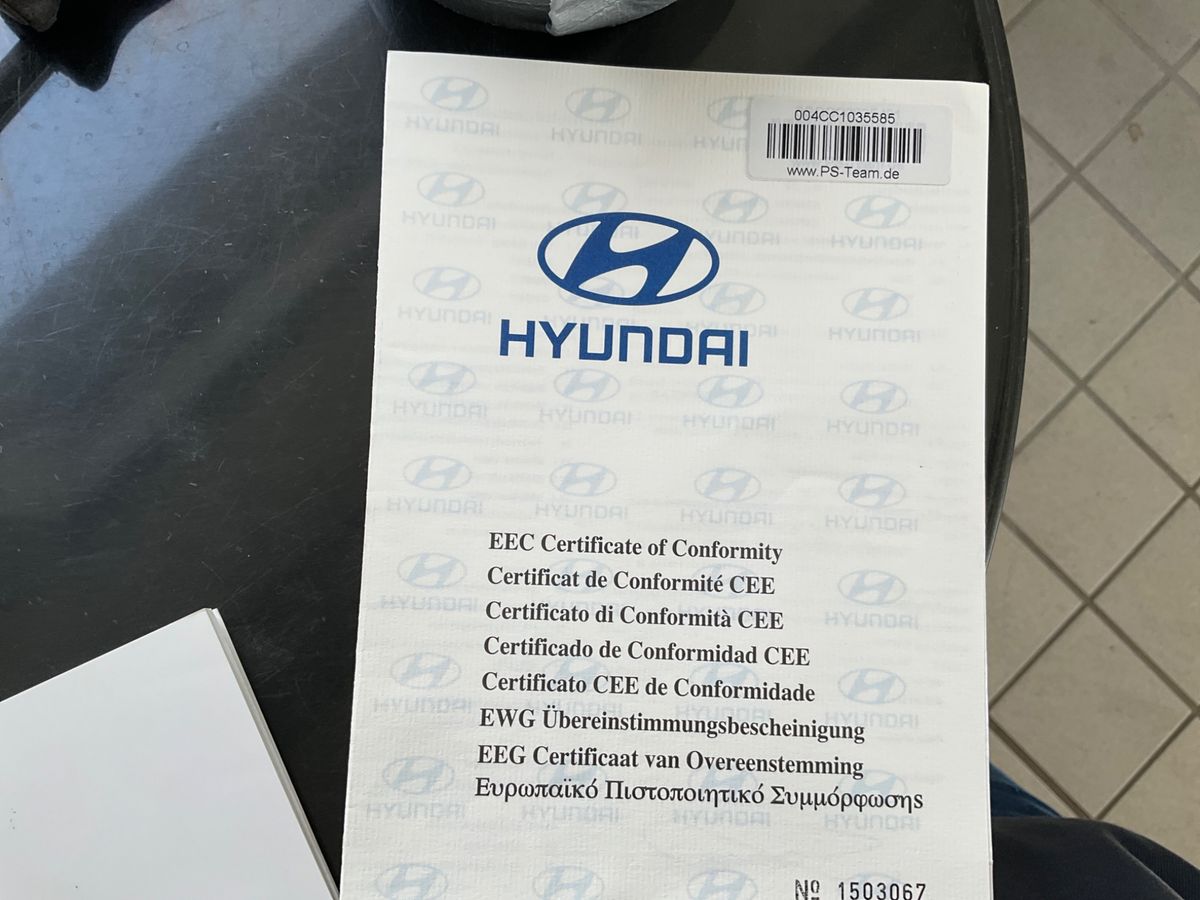 004CC1035585
www.PS-Team.de
HYUNDAI
EEC Certificate of Conformity
Certificat de Conformité CEE
Certificato di Conformità CEE
Certificado de Conformidad CEE
Certificato CEE de Conformidade
EWG Übereinstimmungsbescheinigung
EEG Certificaat van Overeenstemming
Ευρωπαϊκό Πιστοποιητικό Συμμόρφωσης
Nº 1503067